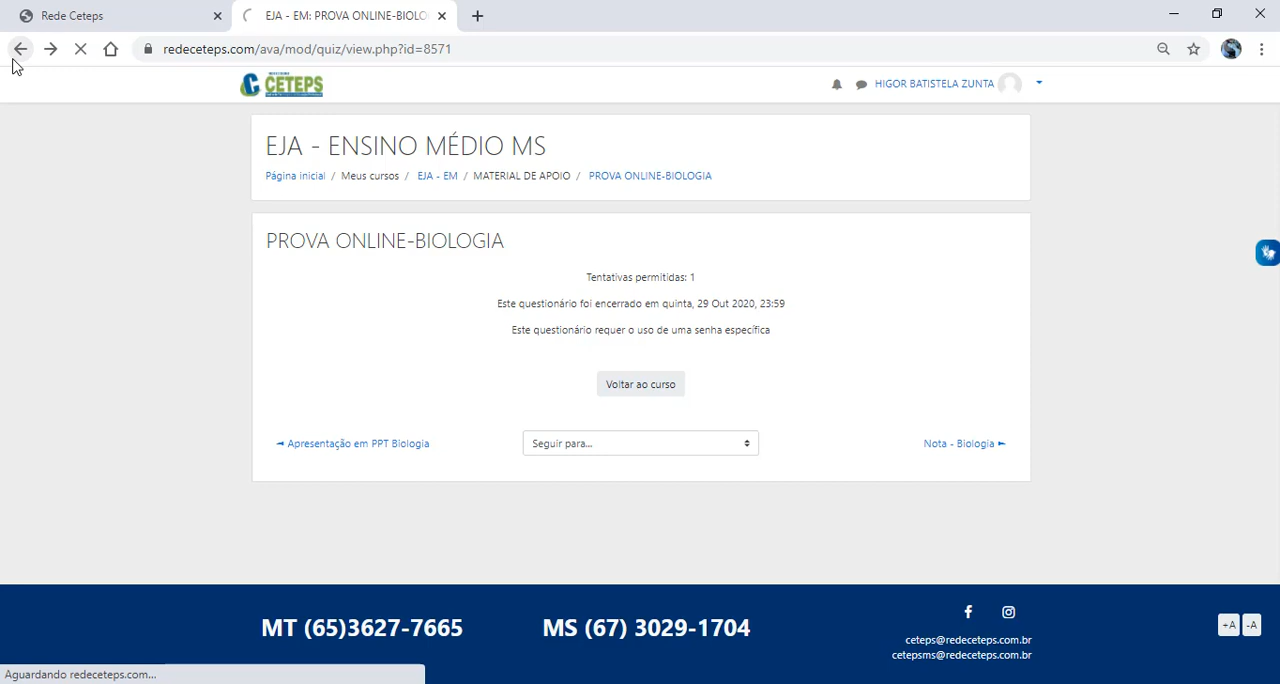 Rede Ceteps
EJA - EM: PROVA ONLINE-BIOLO
redeceteps.com/ava/mod/quiz/view.php?id=8571
CETEPS
HIGOR BATISTELA ZUNTA
EJA - ENSINO MÉDIO MS
Página inicial / Meus cursos / EJA - EM / MATERIAL DE APOIO / PROVA ONLINE-BIOLOGIA
PROVA ONLINE-BIOLOGIA
Tentativas permitidas: 1
Este questionário foi encerrado em quinta, 29 Out 2020, 23:59
Este questionário requer o uso de uma senha específica
Voltar ao curso
◄ Apresentação em PPT Biologia
Seguir para...
Nota - Biologia ►
MT (65)3627-7665
MS (67) 3029-1704
ceteps@redeceteps.com.br
cetepsms@redeceteps.com.br
+A -A
Aguardando redeceteps.com...